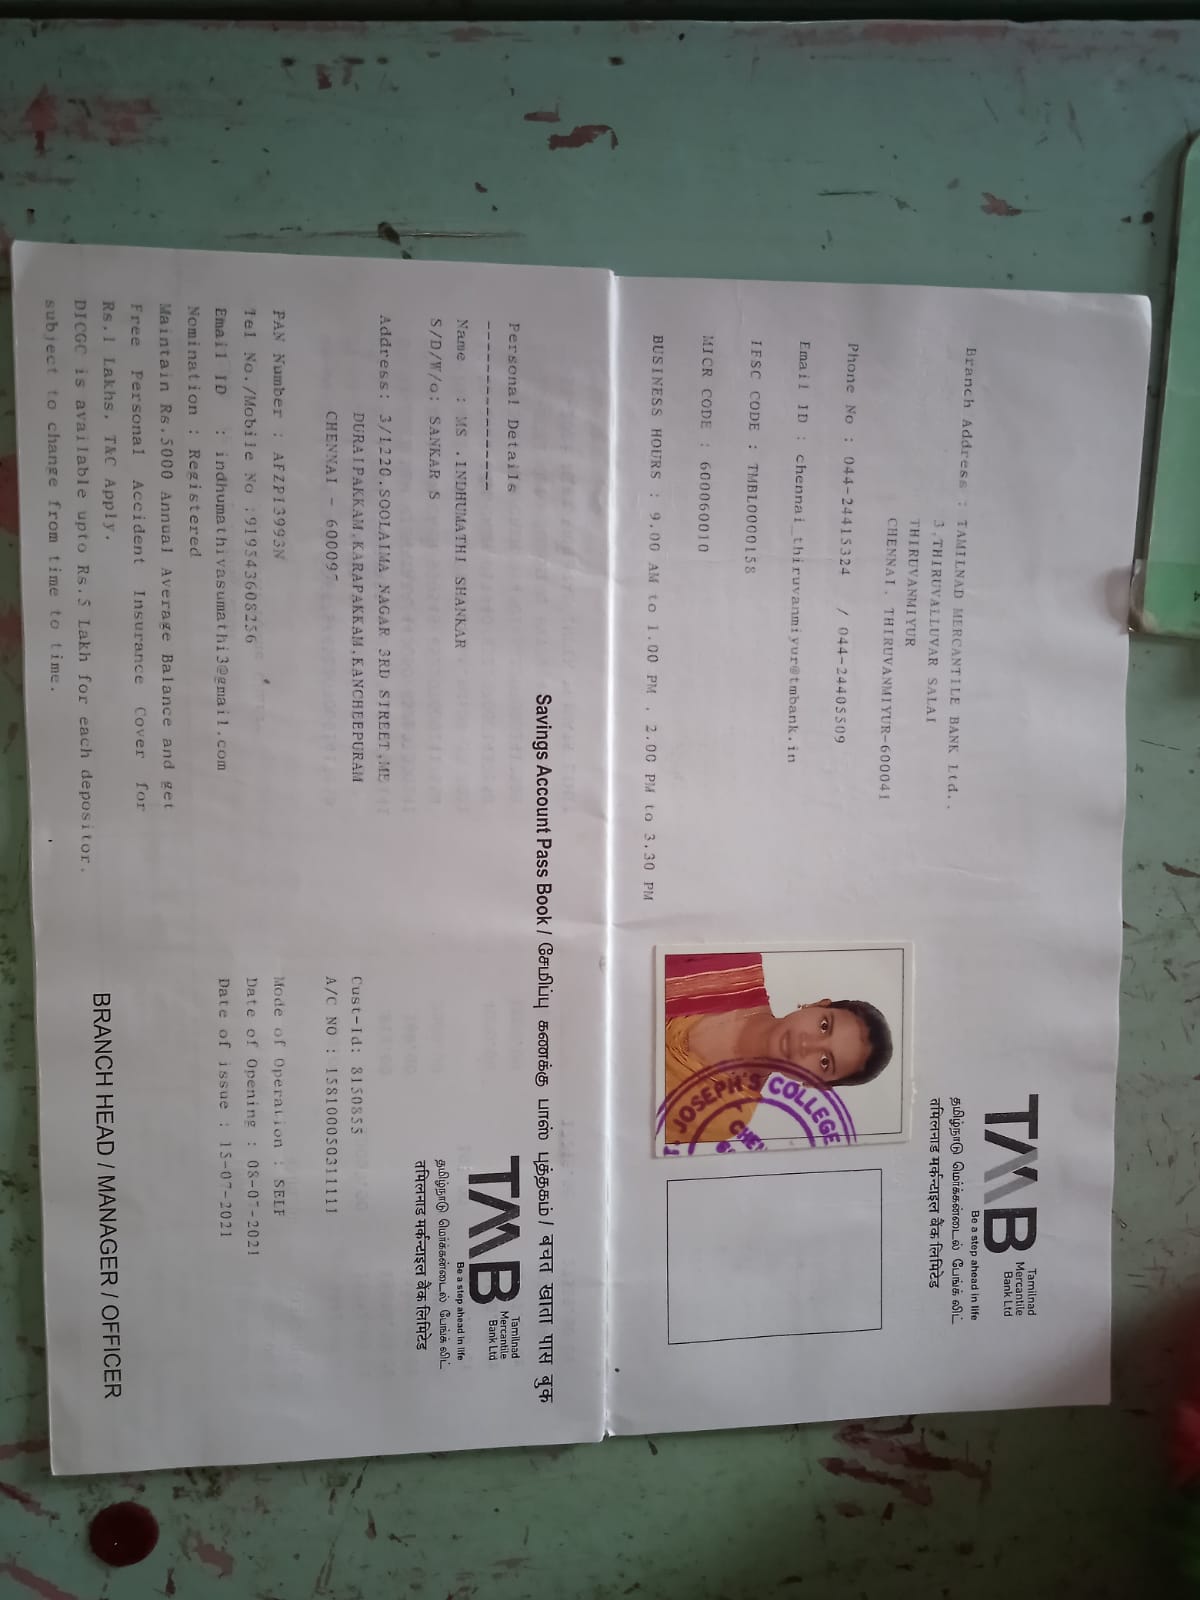 TMB
Tamilnad
Mercantile
Bank Ltd
Be a step ahead in life
தமிழ்நாடு மெர்க்கன்டைல் பேங்க் லிட்.
तमिलनाड मर्कन्टाइल बैंक लिमिटेड
Branch Address : TAMILNAD MERCANTILE BANK Ltd..
3,THIRUVALLUVAR SALAI
THIRUVANMIYUR
CHENNAI. THIRUVANMIYUR-600041
Phone No : 044-24415324 / 044-24405509
Email ID : chennai_thiruvanmiyur@tmbank.in
IFSC CODE : TMBL0000158
MICR CODE : 600060010
BUSINESS HOURS : 9.00 AM to 1.00 PM . 2.00 PM to 3.30 PM
JOSEPH'S COLLEGE
Savings Account Pass Book / சேமிப்பு கணக்கு பாஸ் புத்தகம் / बचत खाता पास बुक
TMB
Tamilnad
Mercantile
Bank Ltd
Be a step ahead in life
தமிழ்நாடு மெர்க்கன்டைல் பேங்க் லிட்.
तमिलनाड मर्कन्टाइल बैंक लिमिटेड
Personal Details
----------------
Name : MS .INDHUMATHI SHANKAR
S/D/W/o: SANKAR S
Address: 3/1220.SOOLAIMA NAGAR 3RD STREET,ME
DURAIPAKKAM,KARAPAKKAM,KANCHEEPURAM
Cust-Id: 8150855
CHENNAI - 600097
A/C NO : 158100050311111
PAN Number : AFZPI3993N
Mode of Operation : SELF
Tel No./Mobile No :919543608256
Date of Opening : 08-07-2021
Email ID : indhumathivasumathi3@gmail.com
Date of issue : 15-07-2021
Nomination : Registered
Maintain Rs.5000 Annual Average Balance and get
Free Personal Accident Insurance Cover for
Rs.1 Lakhs. T&C Apply.
DICGC is available upto Rs.5 Lakh for each depositor.
subject to change from time to time.
BRANCH HEAD / MANAGER / OFFICER